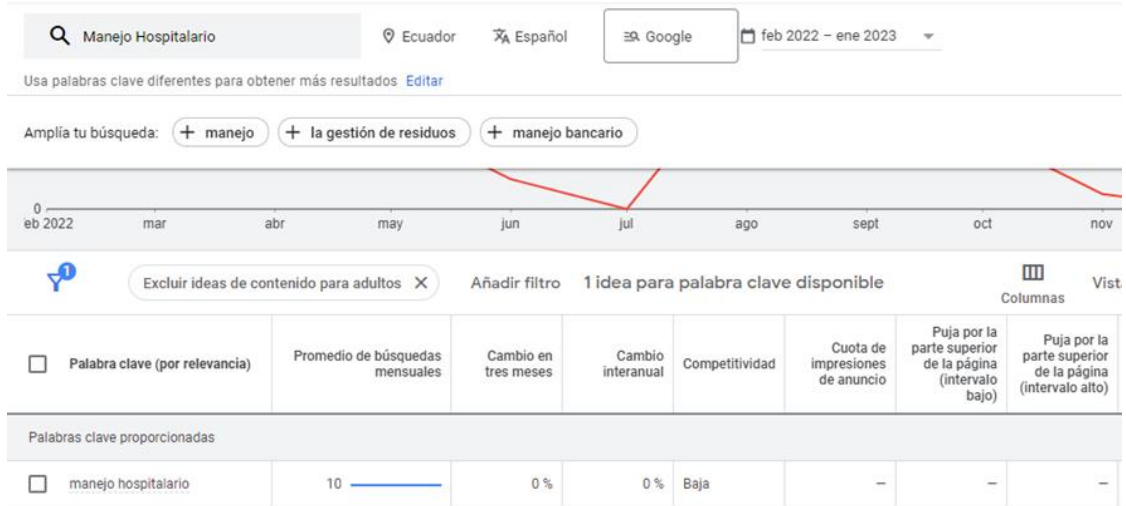 Manejo Hospitalario Ecuador Español Google feb 2022 – ene 2023
Usa palabras clave diferentes para obtener más resultados Editar
Amplía tu búsqueda: + manejo + la gestión de residuos + manejo bancario
0
eb 2022 mar abr may jun jul ago sept oct nov
1 Excluir ideas de contenido para adultos X Añadir filtro 1 idea para palabra clave disponible Columnas Vist
Palabra clave (por relevancia)
Promedio de búsquedas
mensuales
Cambio en
tres meses
Cambio
interanual
Competitividad
Cuota de
impresiones
de anuncio
Puja por la
parte superior
de la página
(intervalo
bajo)
Puja por la
parte superior
de la página
(intervalo alto)
Palabras clave proporcionadas
manejo hospitalario 10 0 % 0 % Baja – – –